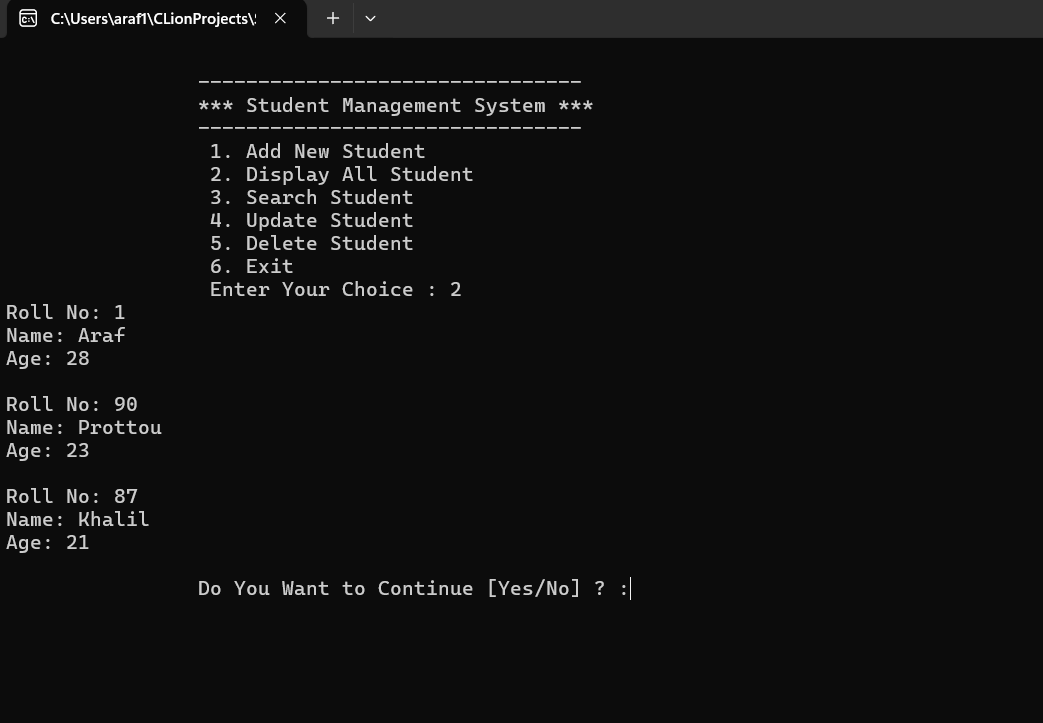 C:\Users\araf1\CLionProjects\
-------------------------------
*** Student Management System ***
-------------------------------
1. Add New Student
2. Display All Student
3. Search Student
4. Update Student
5. Delete Student
6. Exit
Enter Your Choice : 2
Roll No: 1
Name: Araf
Age: 28
Roll No: 90
Name: Prottou
Age: 23
Roll No: 87
Name: Khalil
Age: 21
Do You Want to Continue [Yes/No] ? :